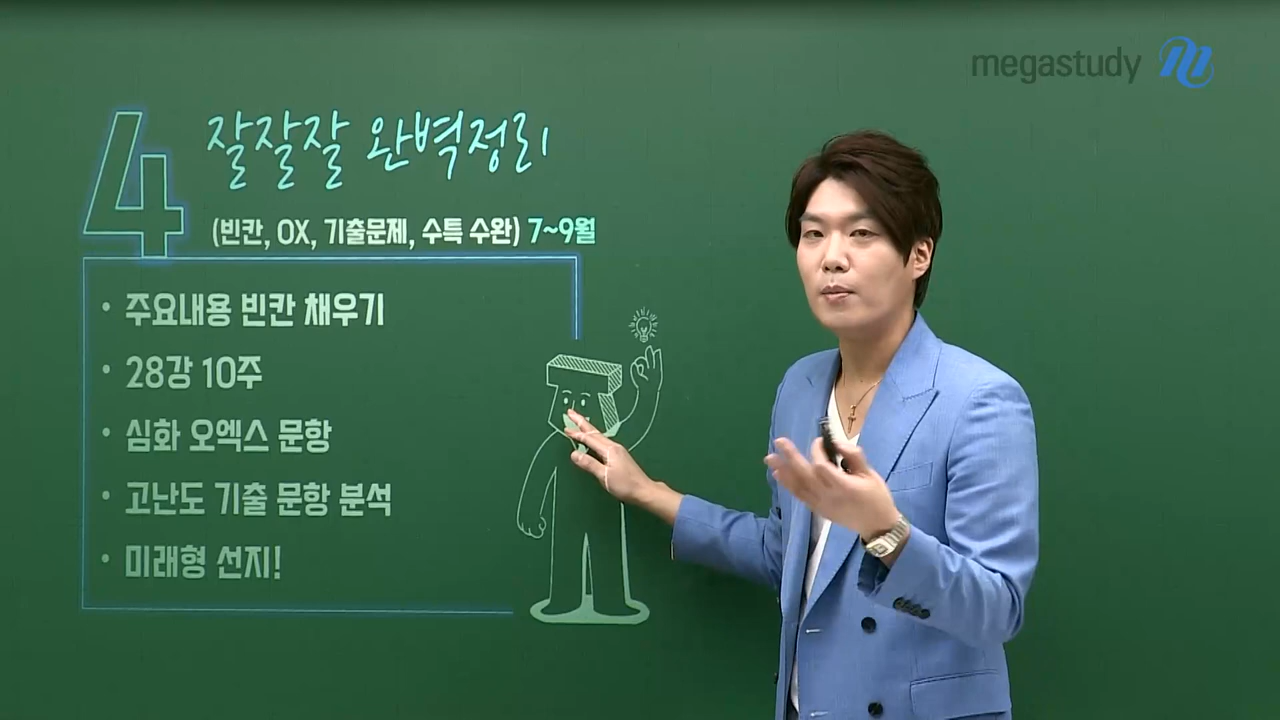 megastudy
4
잘잘잘 완벽정리
(빈칸, OX, 기출문제, 수특 수완) 7~9월
• 주요내용 빈칸 채우기
• 28강 10주
• 심화 오엑스 문항
• 고난도 기출 문항 분석
• 미래형 선지!